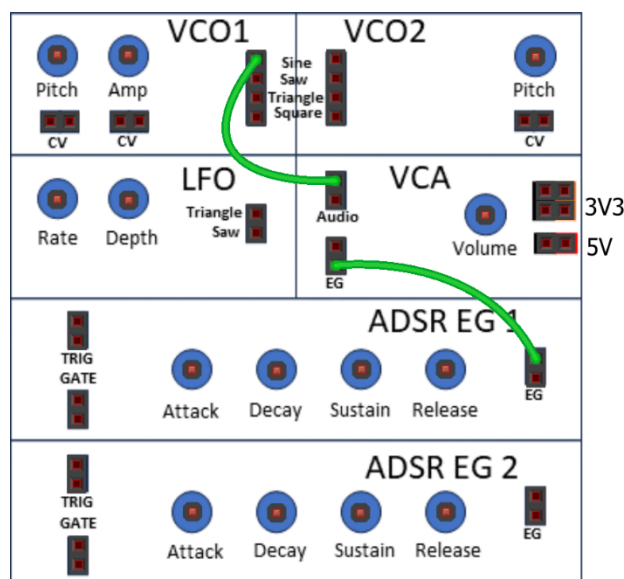 VCO1
VCO2
Pitch
Amp
Sine
Saw
Triangle
Square
Pitch
CV
CV
CV
LFO
VCA
Rate
Depth
Triangle
Saw
Audio
Volume
3V3
5V
EG
ADSR EG 1
TRIG
GATE
Attack
Decay
Sustain
Release
EG
ADSR EG 2
TRIG
GATE
Attack
Decay
Sustain
Release
EG